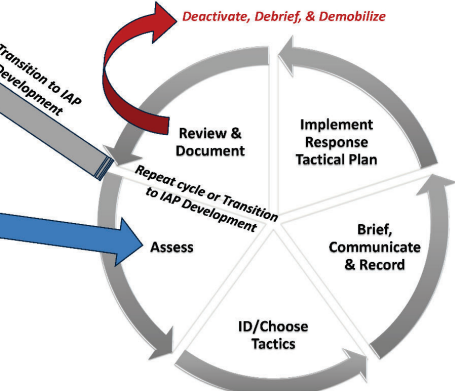 Deactivate, Debrief, & Demobilize
Transition to IAP
Development
Review &
Document
Implement
Response
Tactical Plan
Repeat cycle or Transition
to IAP Development
Assess
Brief,
Communicate
& Record
ID/Choose
Tactics